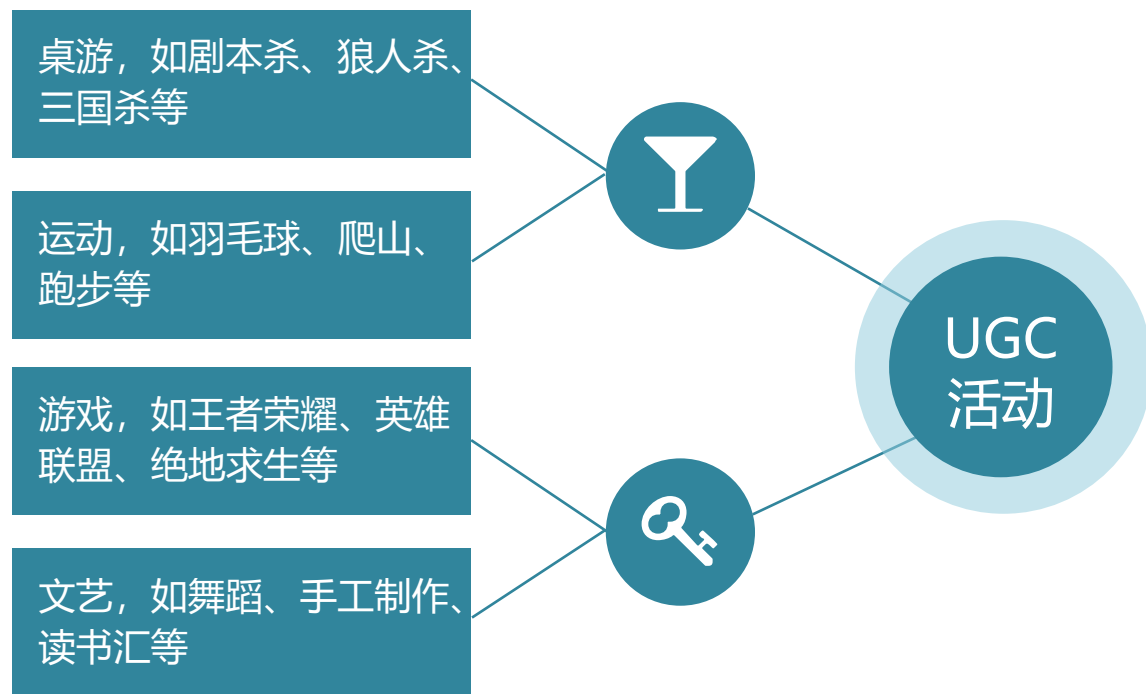 桌游，如剧本杀、狼人杀、
三国杀等
运动，如羽毛球、爬山、
跑步等
游戏，如王者荣耀、英雄
联盟、绝地求生等
文艺，如舞蹈、手工制作、
读书汇等
UGC
活动